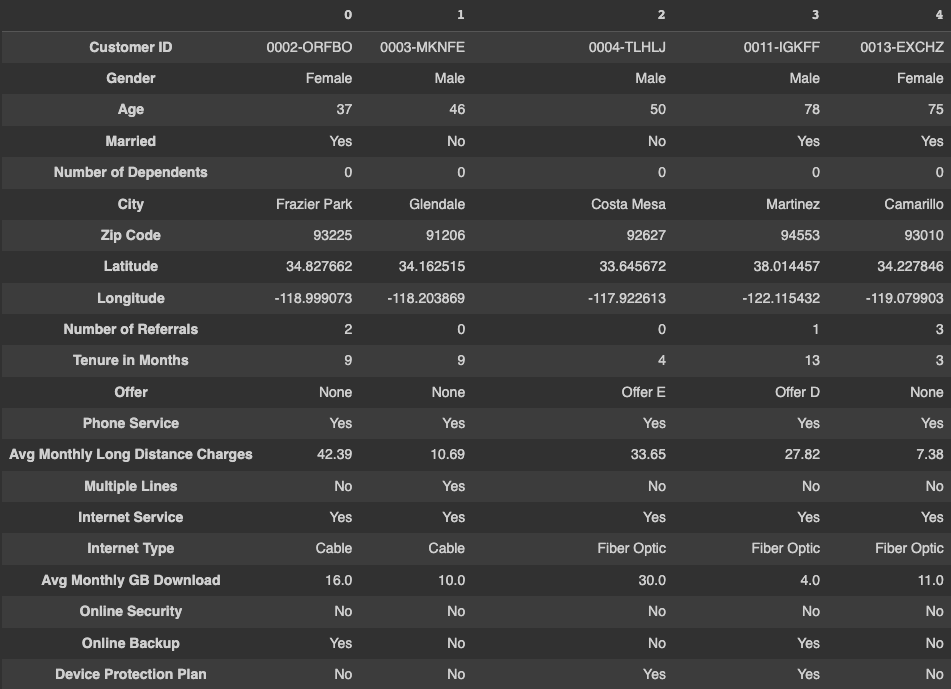 0 1 2 3 4
Customer ID 0002-ORFBO 0003-MKNFE 0004-TLHLJ 0011-IGKFF 0013-EXCHZ
Gender Female Male Male Male Female
Age 37 46 50 78 75
Married Yes No No Yes Yes
Number of Dependents 0 0 0 0 0
City Frazier Park Glendale Costa Mesa Martinez Camarillo
Zip Code 93225 91206 92627 94553 93010
Latitude 34.827662 34.162515 33.645672 38.014457 34.227846
Longitude -118.999073 -118.203869 -117.922613 -122.115432 -119.079903
Number of Referrals 2 0 0 1 3
Tenure in Months 9 9 4 13 3
Offer None None Offer E Offer D None
Phone Service Yes Yes Yes Yes Yes
Avg Monthly Long Distance Charges 42.39 10.69 33.65 27.82 7.38
Multiple Lines No Yes No No No
Internet Service Yes Yes Yes Yes Yes
Internet Type Cable Cable Fiber Optic Fiber Optic Fiber Optic
Avg Monthly GB Download 16.0 10.0 30.0 4.0 11.0
Online Security No No No No No
Online Backup Yes No No Yes No
Device Protection Plan No No Yes Yes No